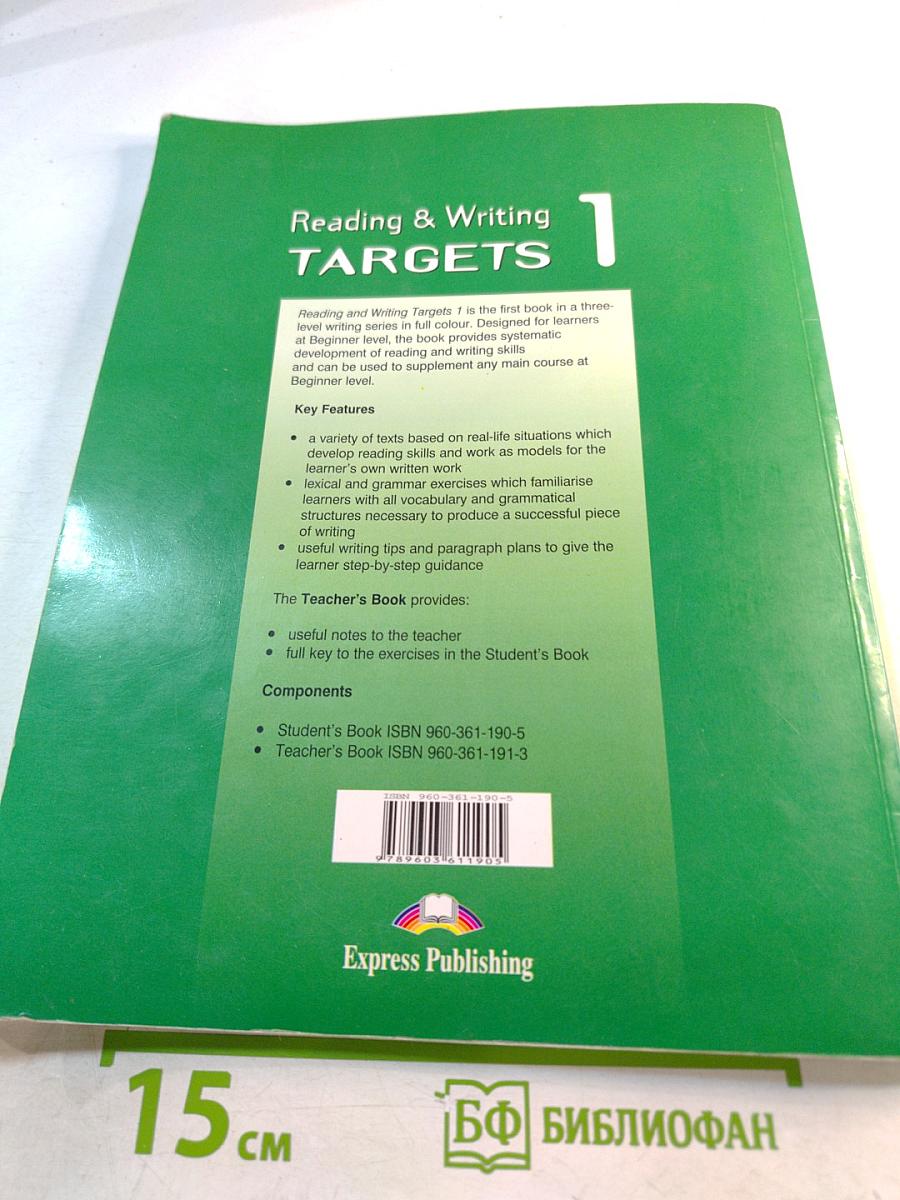 Reading & Writing 1
TARGETS
Reading and Writing Targets 1 is the first book in a three-
level writing series in full colour. Designed for learners
at Beginner level, the book provides systematic
development of reading and writing skills
and can be used to supplement any main course at
Beginner level.
Key Features
• a variety of texts based on real-life situations which
develop reading skills and work as models for the
learner's own written work
• lexical and grammar exercises which familiarise
learners with all vocabulary and grammatical
structures necessary to produce a successful piece
of writing
• useful writing tips and paragraph plans to give the
learner step-by-step guidance
The Teacher's Book provides:
• useful notes to the teacher
• full key to the exercises in the Student's Book
Components
• Student's Book ISBN 960-361-190-5
• Teacher's Book ISBN 960-361-191-3
ISBN 960-361-190-5
9 789603 611905
Express Publishing
15 см
БФ БИБЛИОФАН